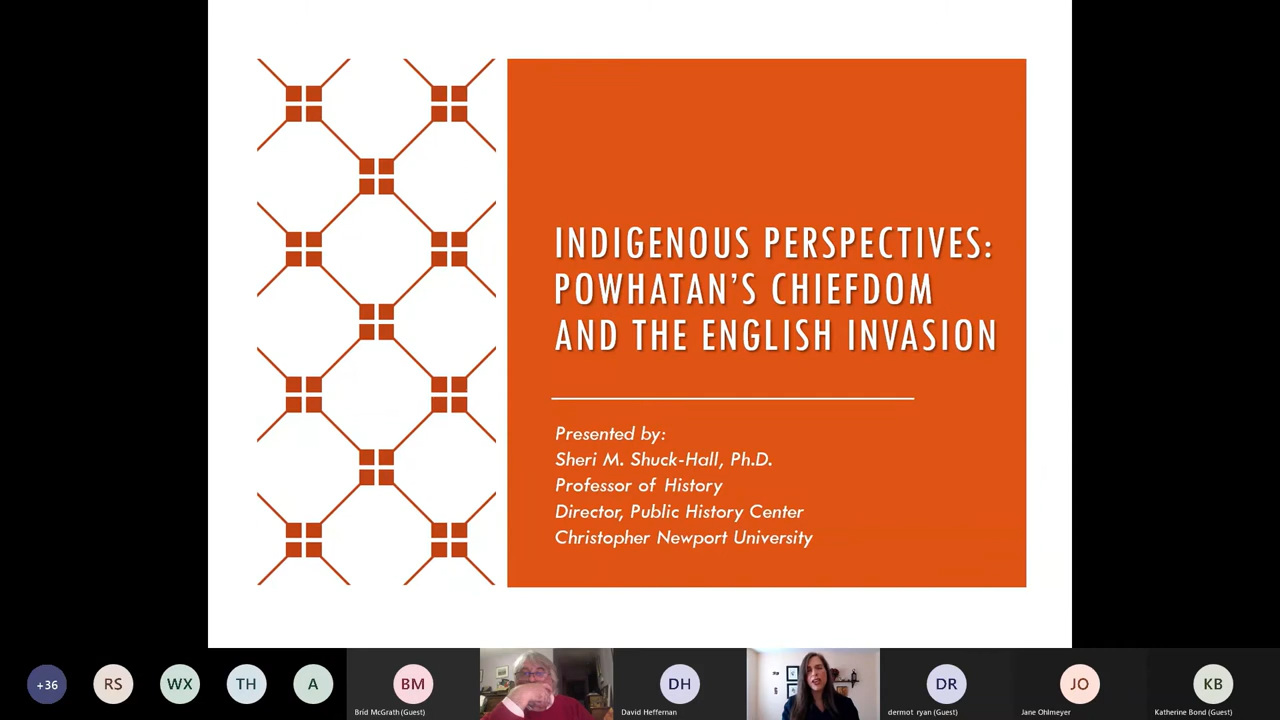 INDIGENOUS PERSPECTIVES:
POWHATAN'S CHIEFDOM
AND THE ENGLISH INVASION
Presented by:
Sheri M. Shuck-Hall, Ph.D.
Professor of History
Director, Public History Center
Christopher Newport University
+36
RS
WX
TH
A
BM
DH
DR
JO
KB
Brid McGrath (Guest)
David Heffernan
dermot ryan (Guest)
Jane Ohlmeyer
Katherine Bond (Guest)